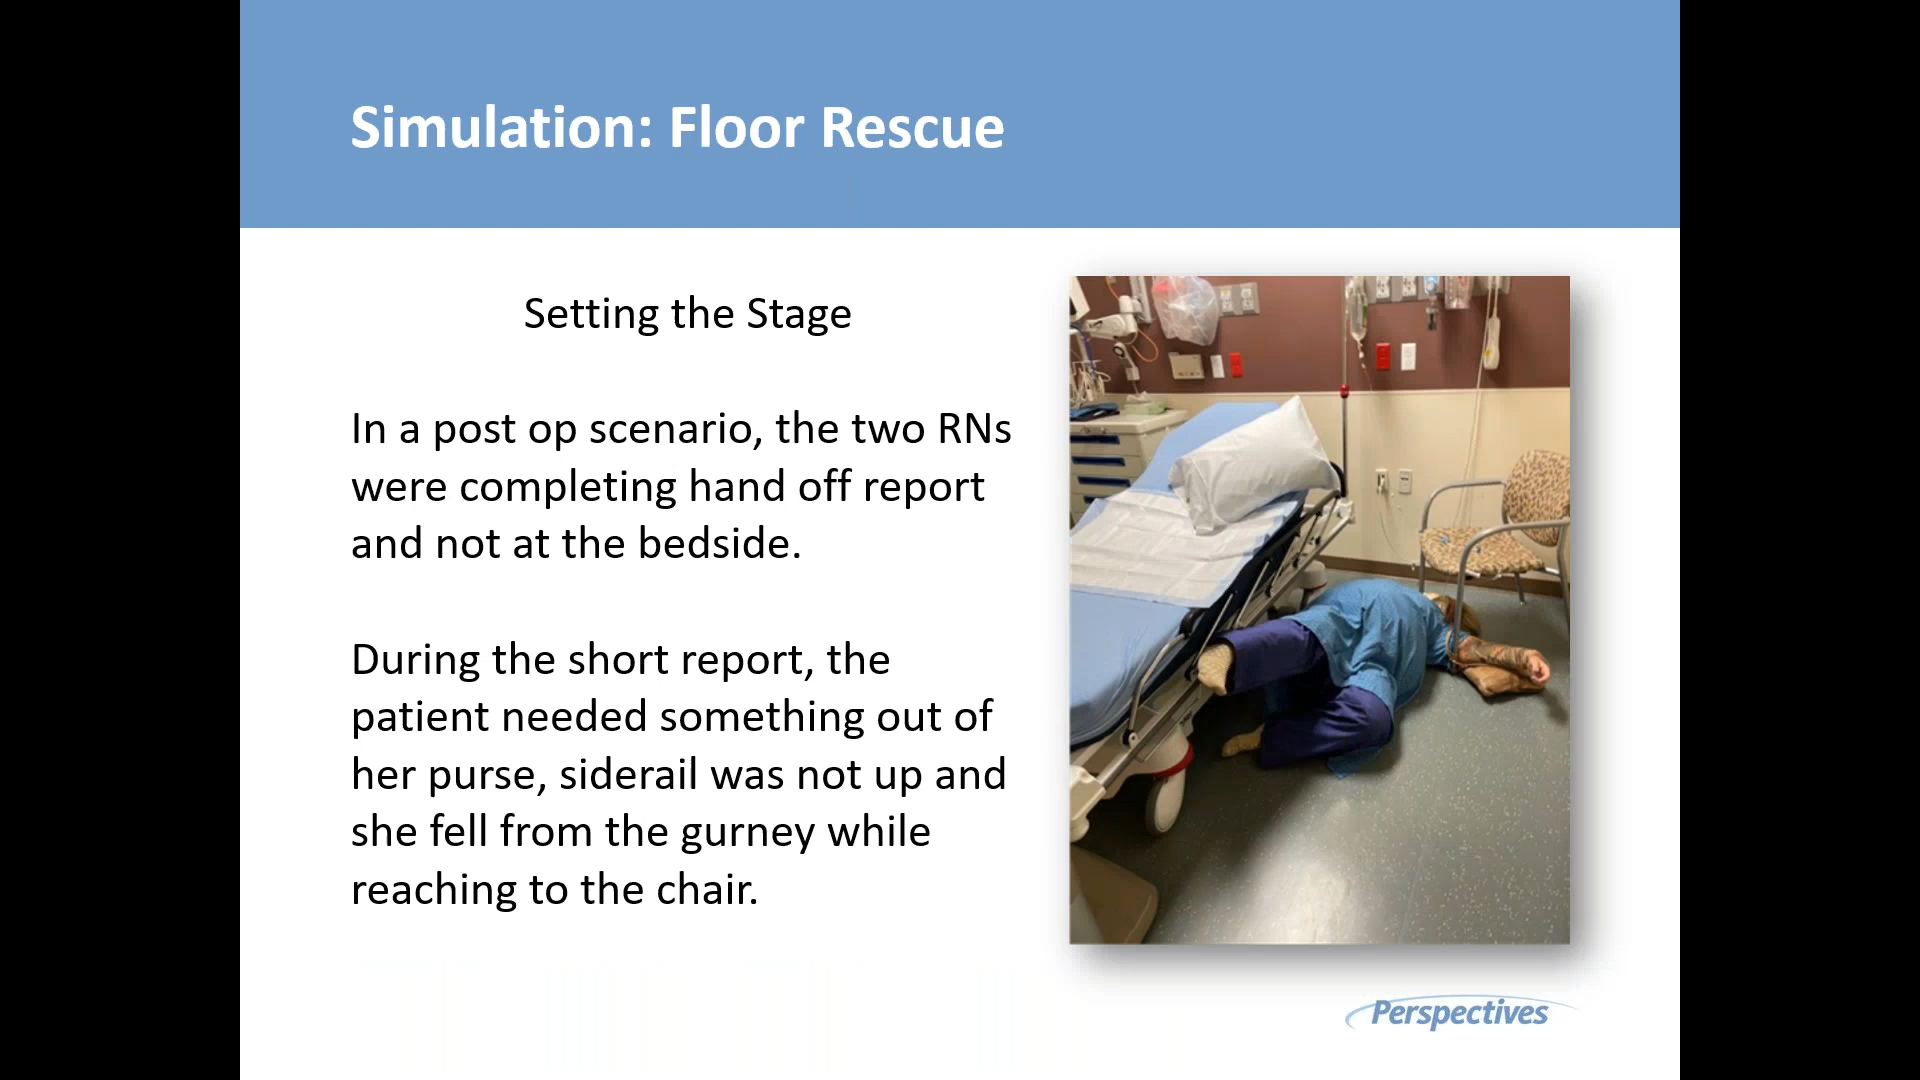 Simulation: Floor Rescue
Setting the Stage
In a post op scenario, the two RNs
were completing hand off report
and not at the bedside.
During the short report, the
patient needed something out of
her purse, siderail was not up and
she fell from the gurney while
reaching to the chair.
Perspectives